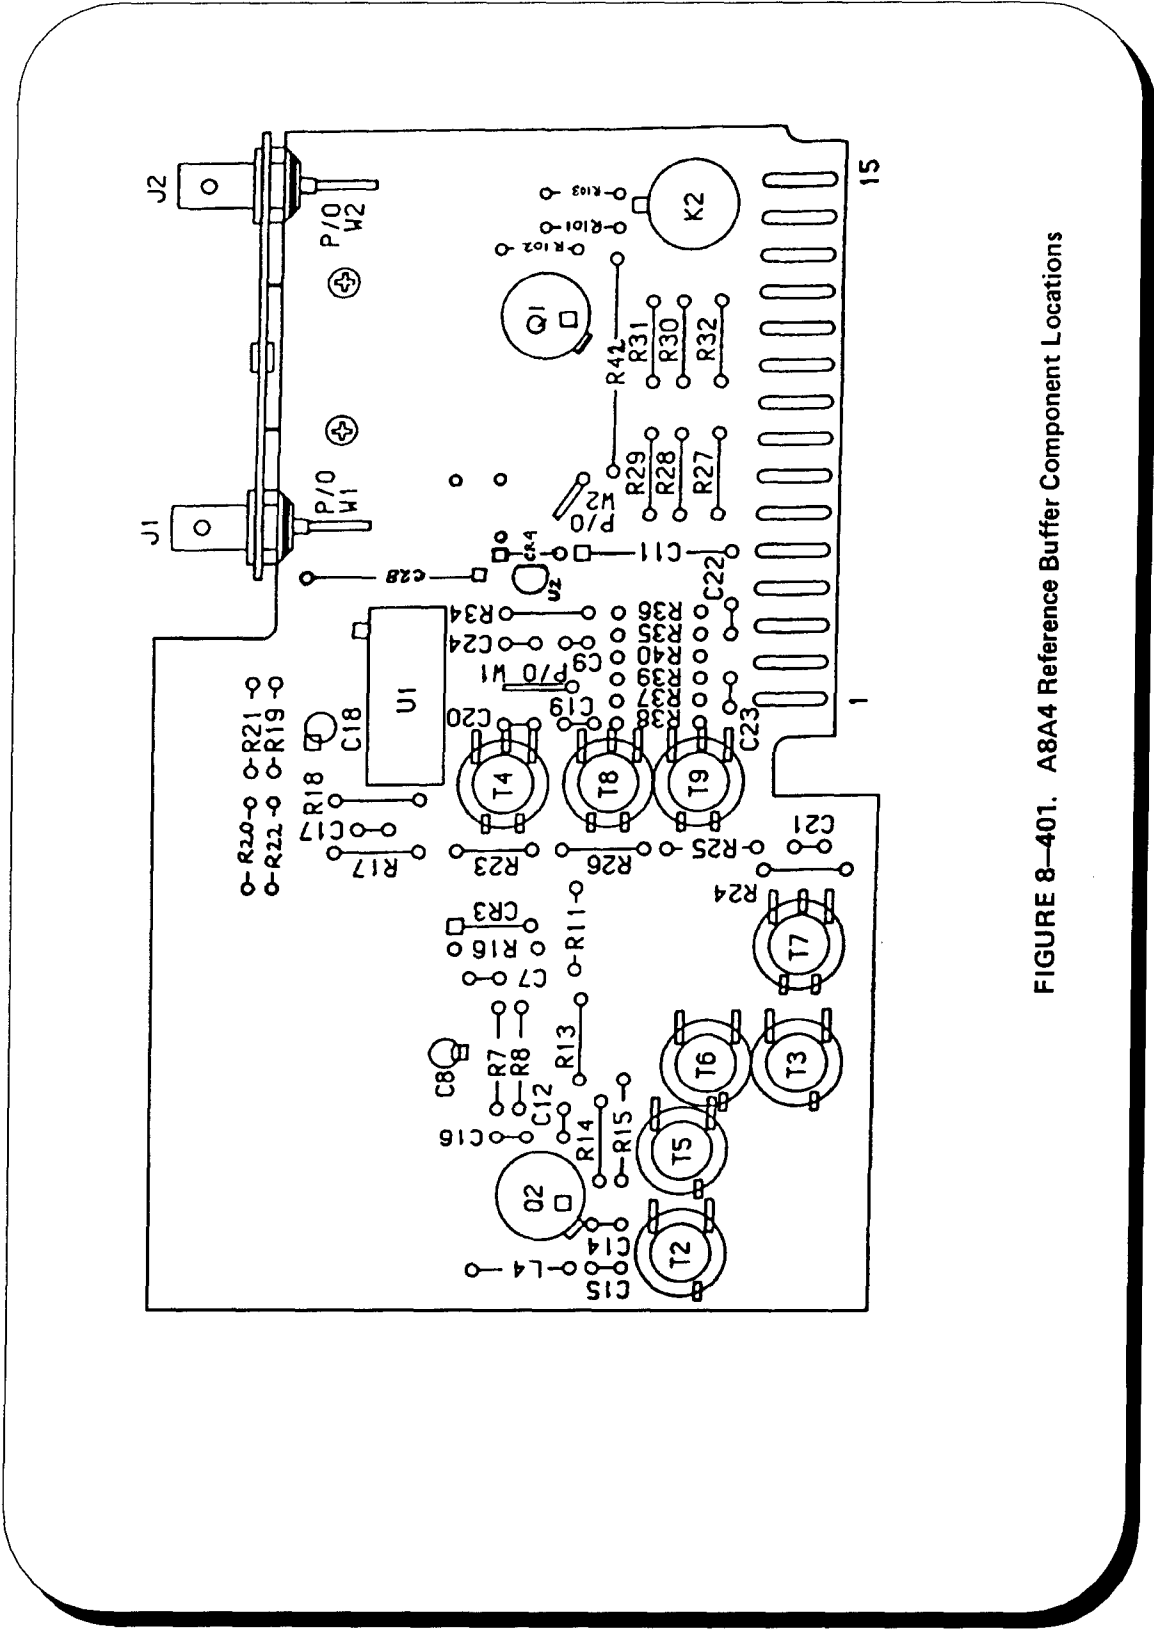 J1
J2
P/O
W1
P/O
W2
R20
R21
R22
R19
C18
R18
C17
R17
U1
C28
R34
C24
P/O
W1
C20
C9
C19
U2
CR4
P/O
W2
C11
Q1
R102
R101
R103
K2
R42
R31
R30
R32
R29
R28
R27
C22
R36
R35
R40
R39
R37
R38
C23
T4
T8
T9
R23
R26
R25
C21
R24
CR3
R16
C7
R11
R13
C8
R7
R8
C12
C16
R14
R15
Q2
C14
C15
L4
T7
T6
T3
T5
T2
1
15
FIGURE 8–401. A8A4 Reference Buffer Component Locations